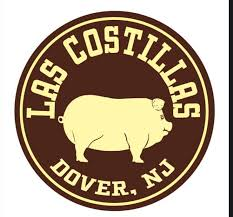 LAS COSTILLAS
DOVER, NJ